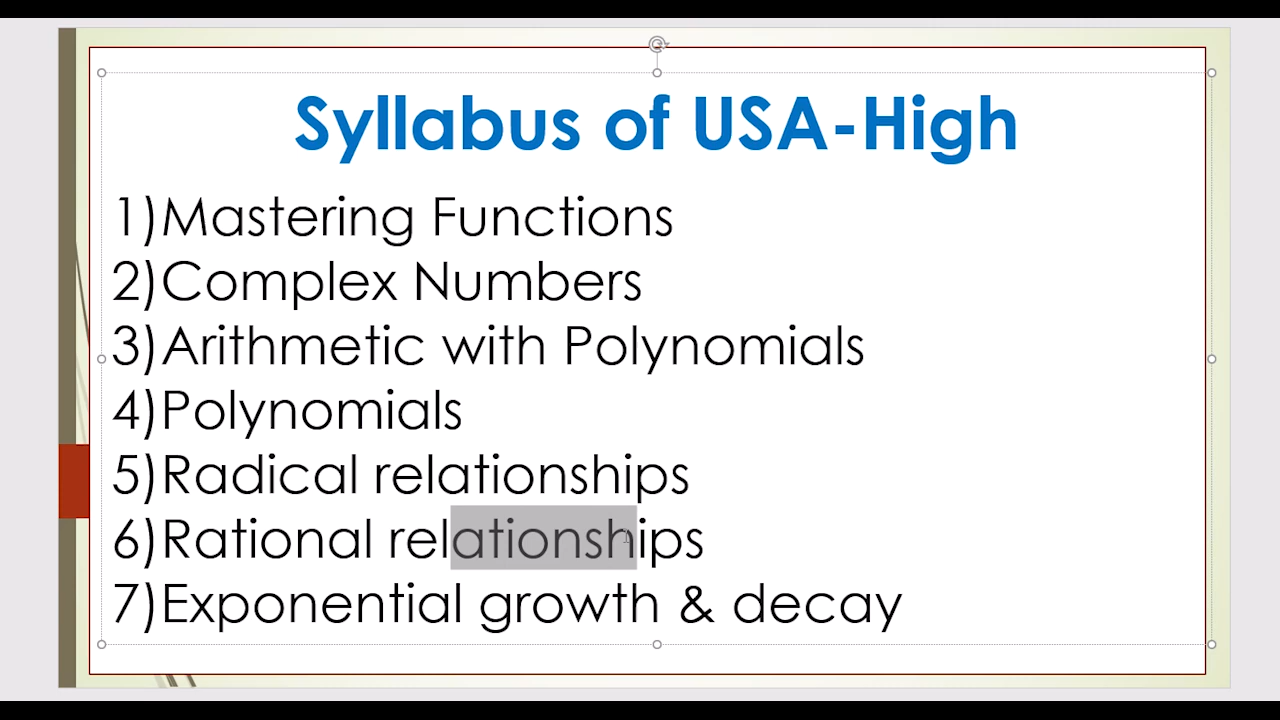 Syllabus of USA-High
1)Mastering Functions
2)Complex Numbers
3)Arithmetic with Polynomials
4)Polynomials
5)Radical relationships
6)Rational relationships
7)Exponential growth & decay